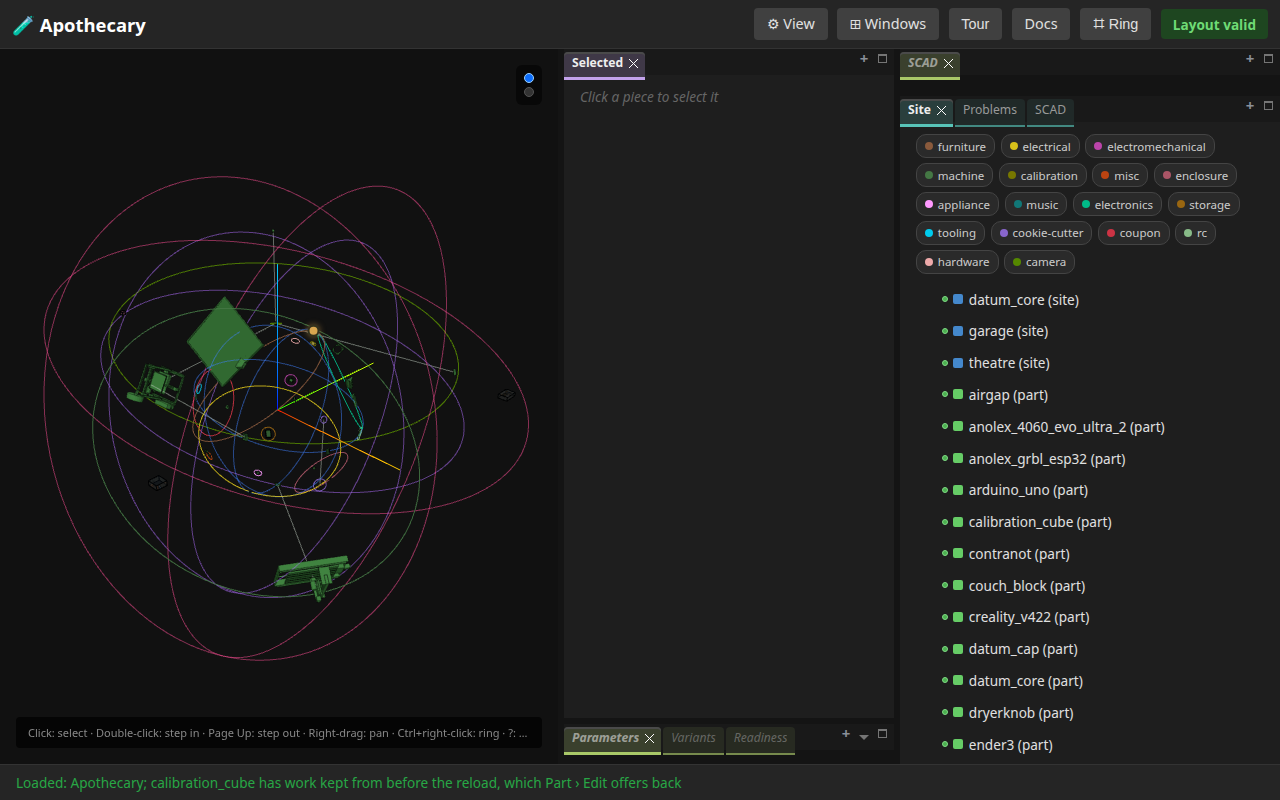 Apothecary
View
Windows
Tour
Docs
Ring
Layout valid
Selected
Click a piece to select it
Parameters
Variants
Readiness
SCAD
Site
Problems
SCAD
furniture
electrical
electromechanical
machine
calibration
misc
enclosure
appliance
music
electronics
storage
tooling
cookie-cutter
coupon
rc
hardware
camera
datum_core (site)
garage (site)
theatre (site)
airgap (part)
anolex_4060_evo_ultra_2 (part)
anolex_grbl_esp32 (part)
arduino_uno (part)
calibration_cube (part)
contranot (part)
couch_block (part)
creality_v422 (part)
datum_cap (part)
datum_core (part)
dryerknob (part)
ender3 (part)
Click: select · Double-click: step in · Page Up: step out · Right-drag: pan · Ctrl+right-click: ring · ?: ...
Loaded: Apothecary; calibration_cube has work kept from before the reload, which Part › Edit offers back